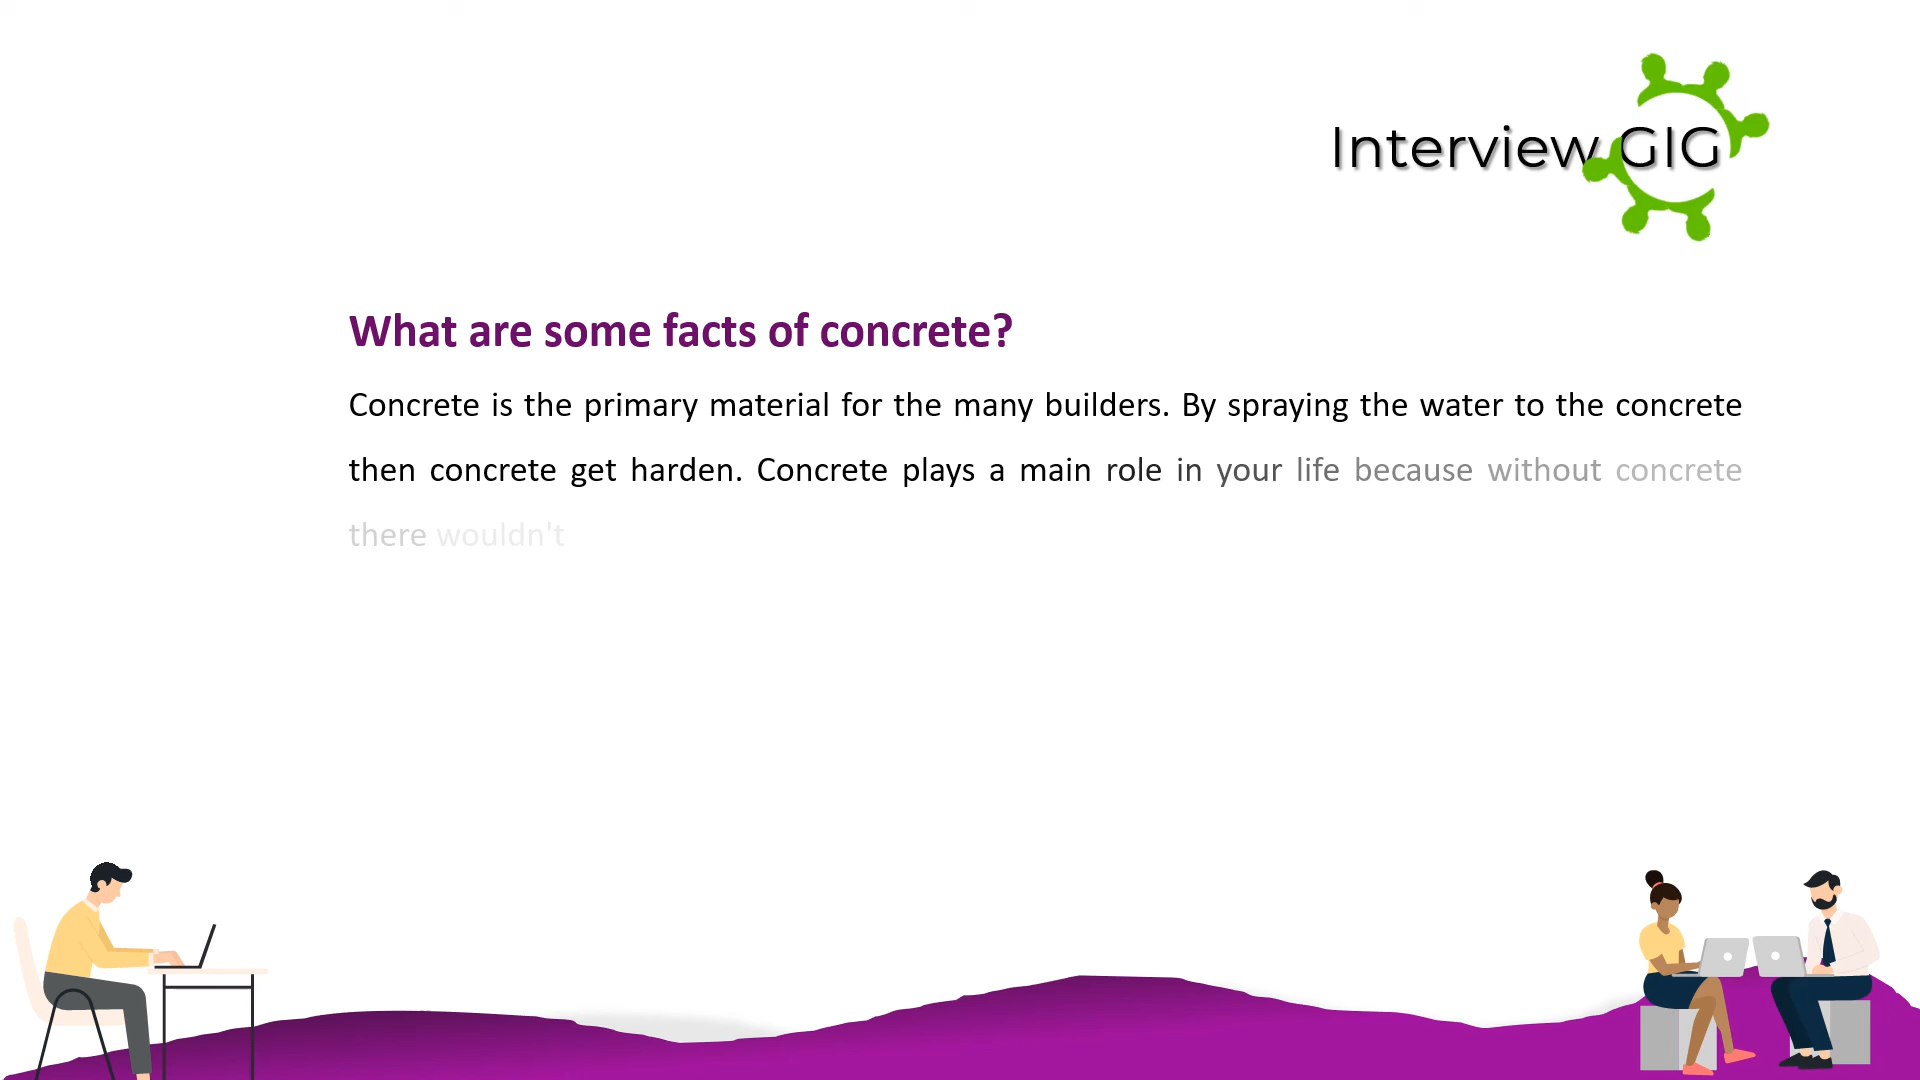 Interview GIG
What are some facts of concrete?
Concrete is the primary material for the many builders. By spraying the water to the concrete
then concrete get harden. Concrete plays a main role in your life because without concrete
there wouldn't